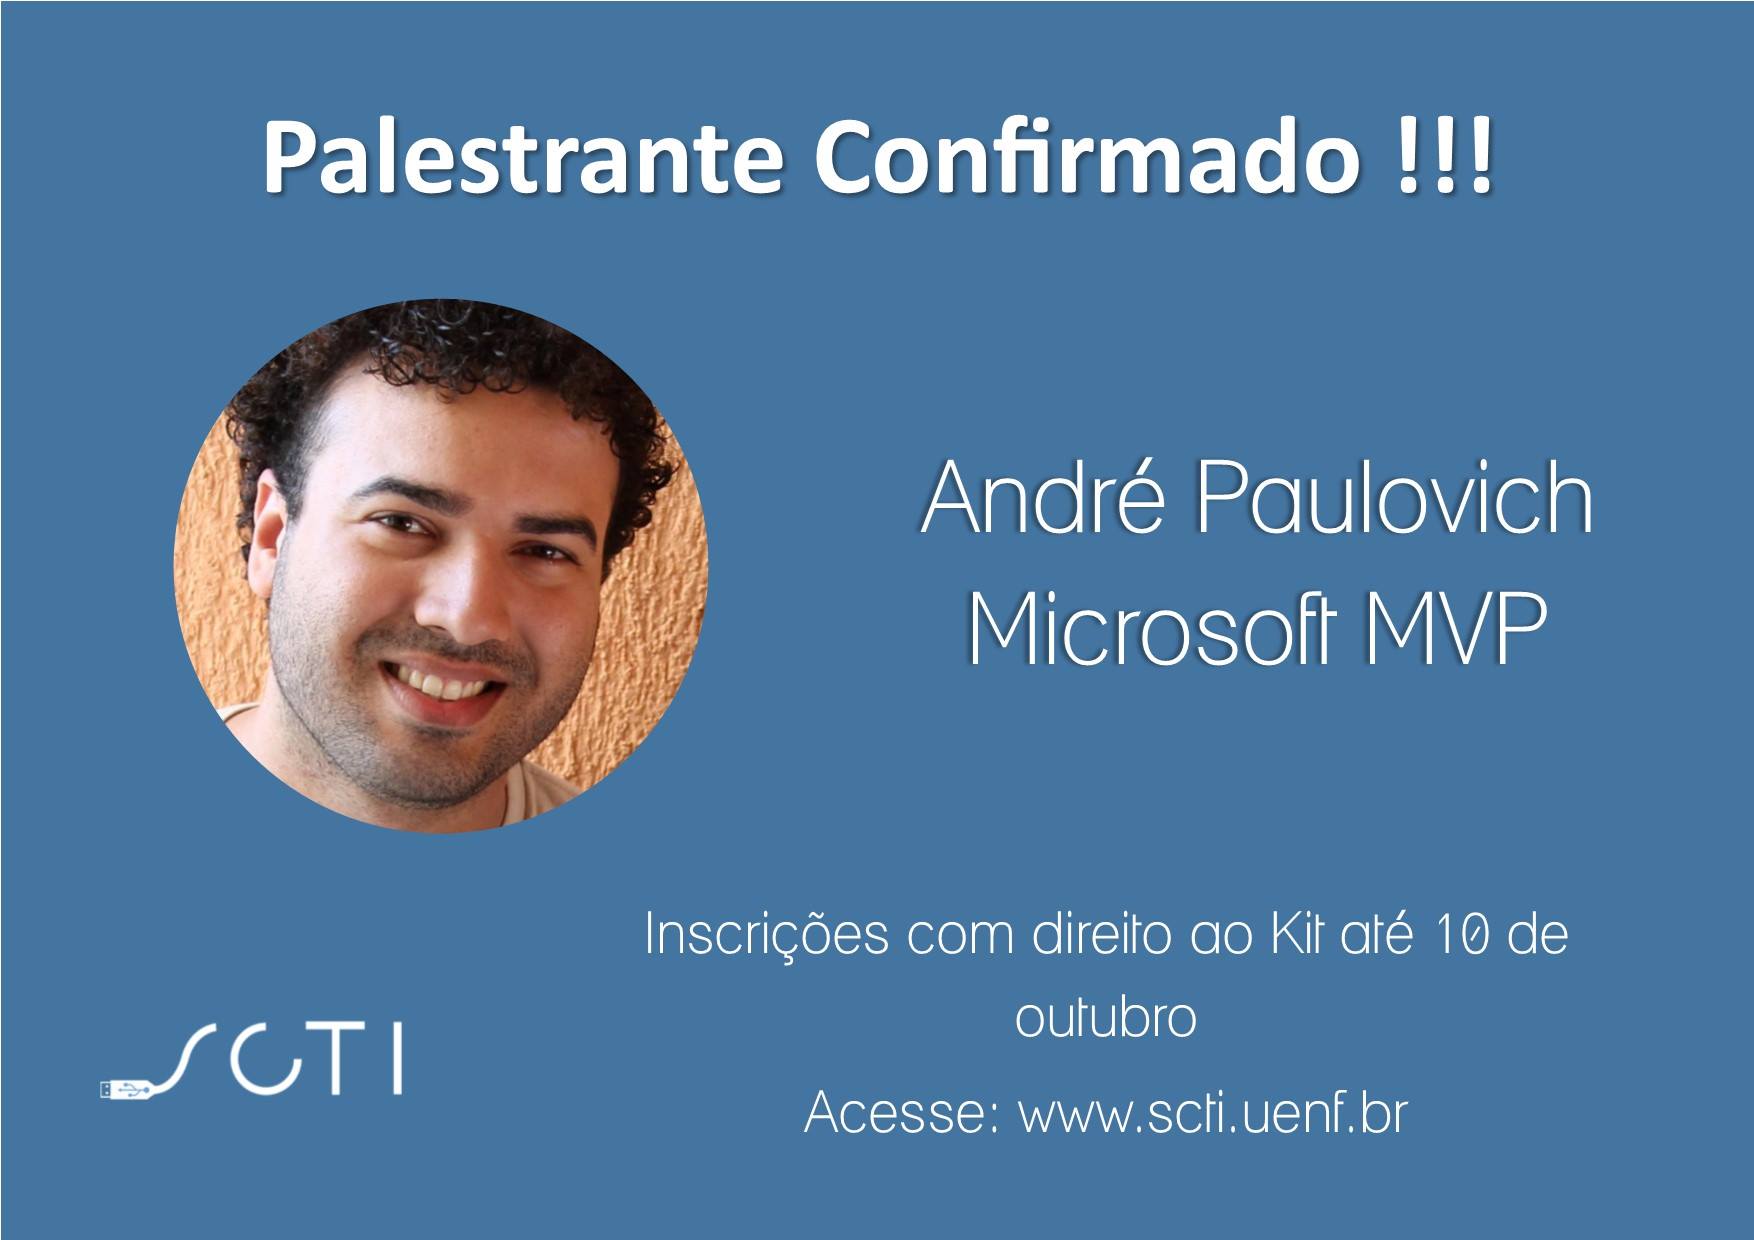 Palestrante Confirmado !!!
André Paulovich
Microsoft MVP
Inscrições com direito ao Kit até 10 de
outubro
SCTI
Acesse: www.scti.uenf.br